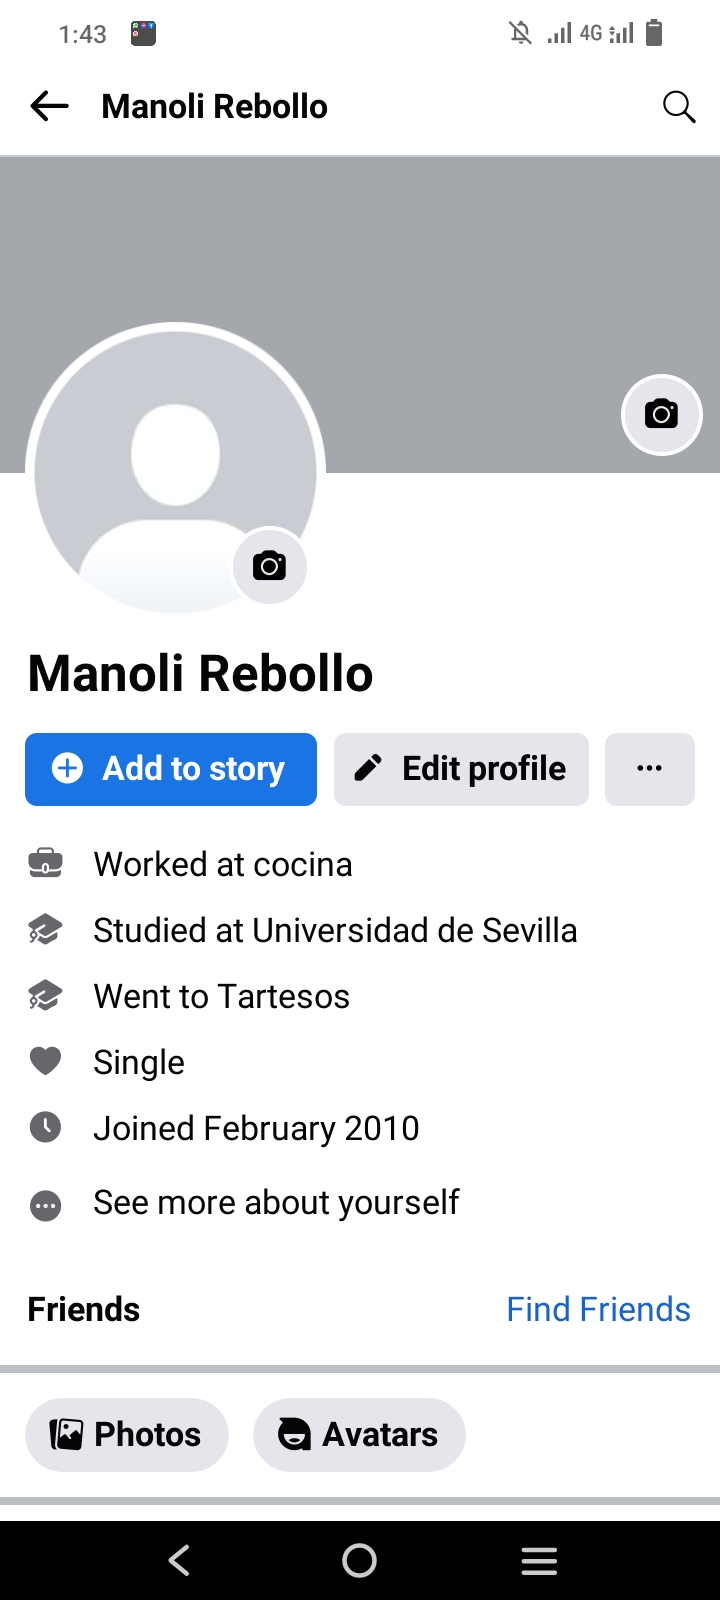 1:43
4G
Manoli Rebollo
Manoli Rebollo
Add to story
Edit profile
Worked at cocina
Studied at Universidad de Sevilla
Went to Tartesos
Single
Joined February 2010
See more about yourself
Friends
Find Friends
Photos
Avatars